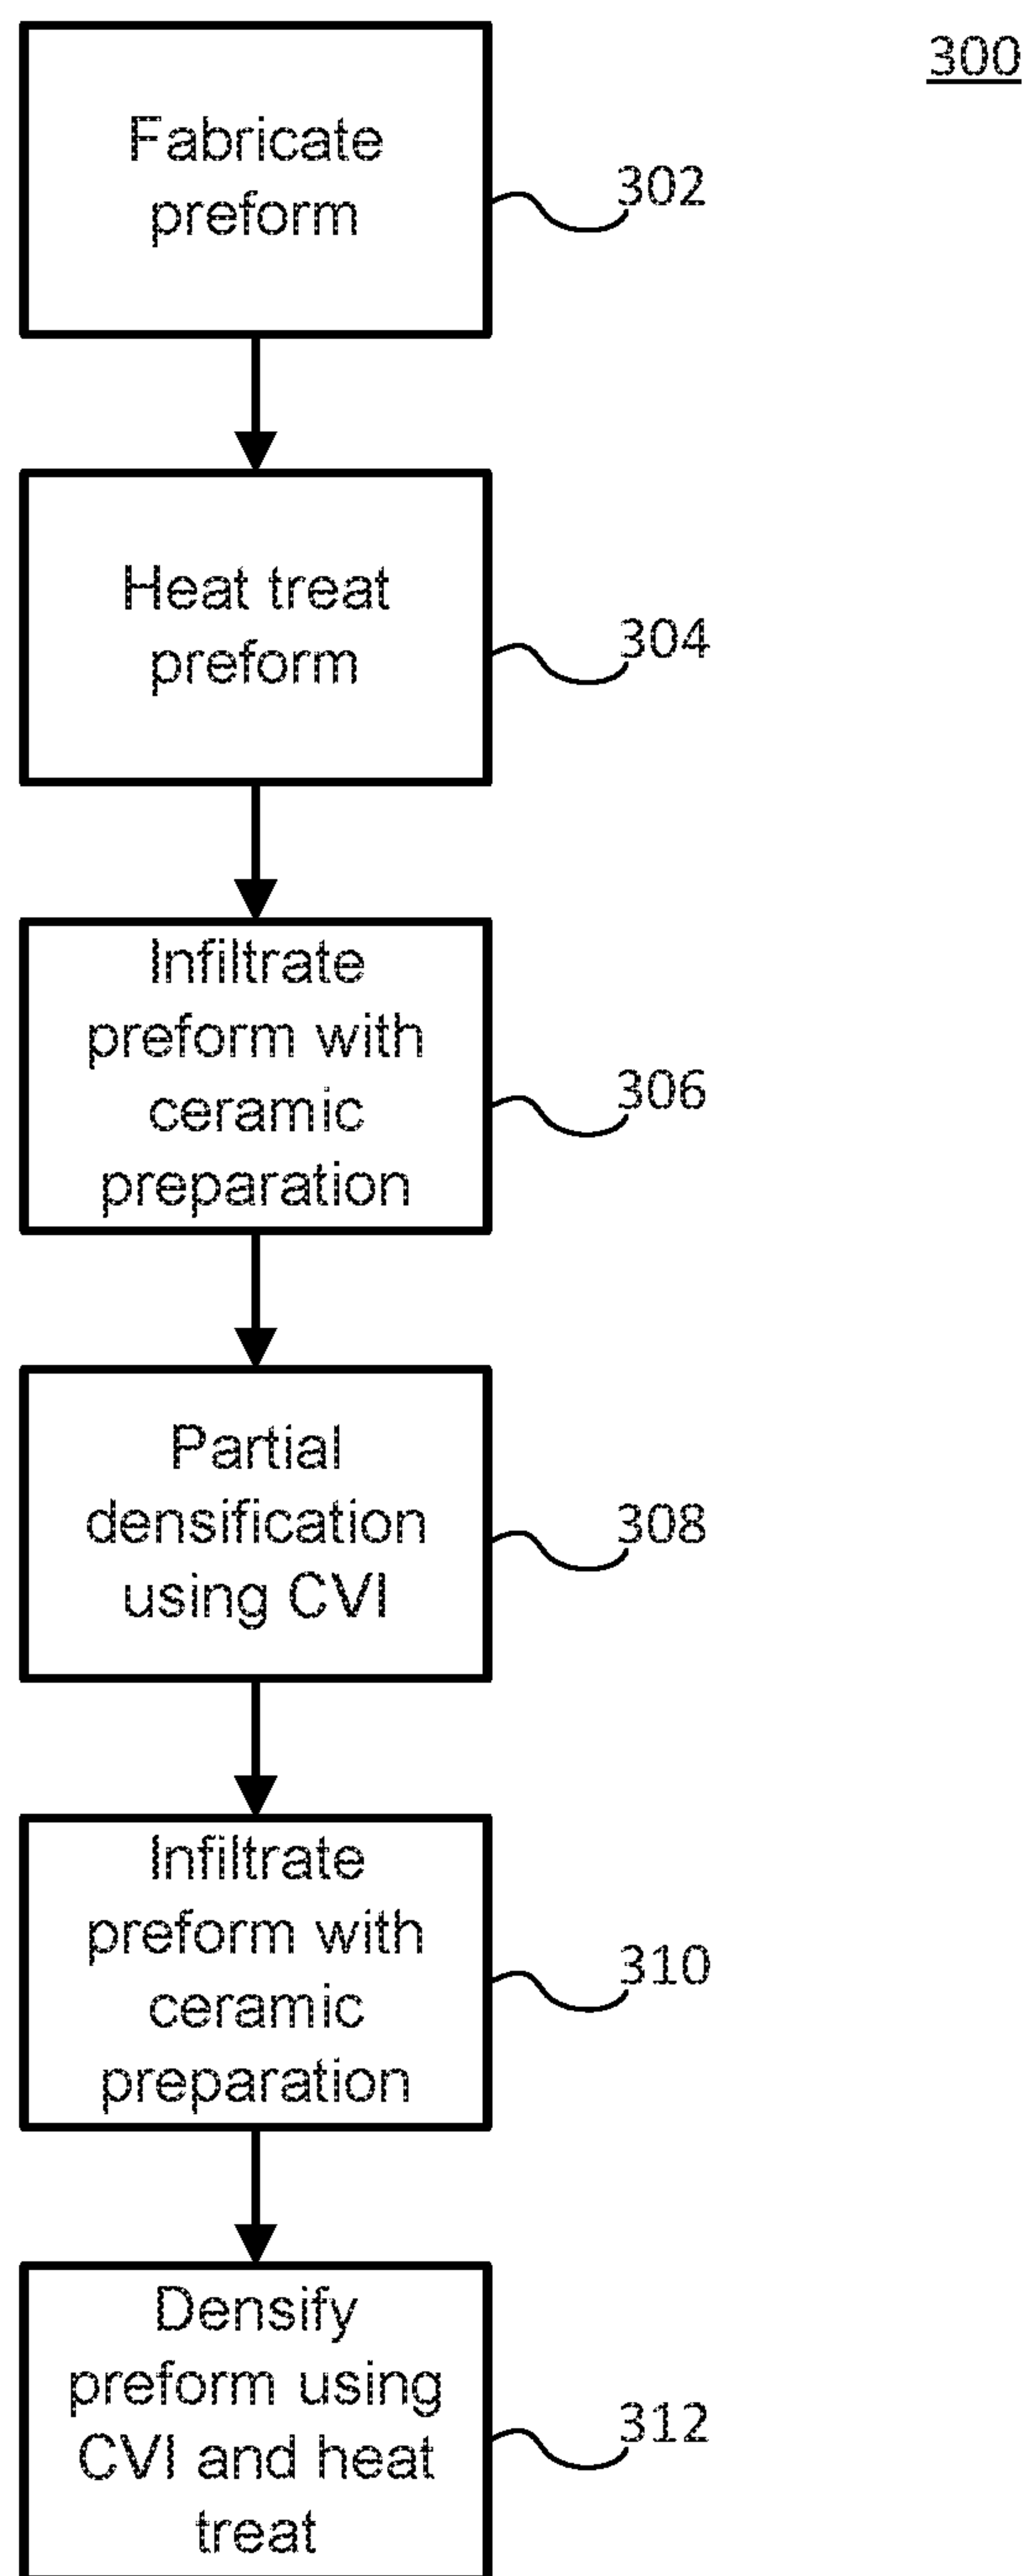 300
Fabricate
preform
302
Heat treat
preform
304
Infiltrate
preform with
ceramic
preparation
306
Partial
densification
using CVI
308
Infiltrate
preform with
ceramic
preparation
310
Densify
preform using
CVI and heat
treat
312